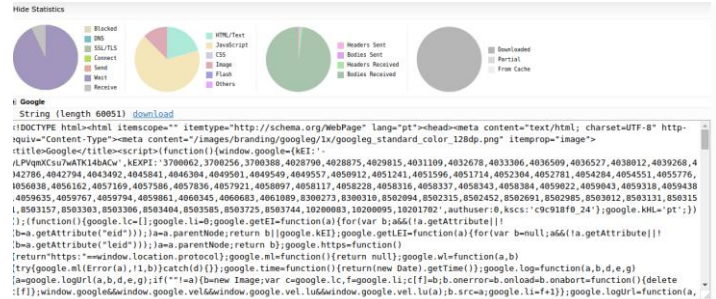 Hide Statistics
Blocked
DNS
SSL/TLS
Connect
Send
Wait
Receive
HTML/Text
JavaScript
CSS
Image
Flash
Others
Headers Sent
Bodies Sent
Headers Received
Bodies Received
Downloaded
Partial
From Cache
Google
String (length 60051) download
!DOCTYPE html><html itemscope="" itemtype="http://schema.org/WebPage" lang="pt"><head><meta content="text/html; charset=UTF-8" http-
equiv="Content-Type"><meta content="/images/branding/googleg/1x/googleg_standard_color_128dp.png" itemprop="image">
<title>Google</title><script>(function(){window.google={kEI:'-
/LPVqmXCsu7wATK14bACw',kEXPI:'3700062,3700256,3700388,4028790,4028875,4029815,4031109,4032678,4033306,4036509,4036527,4038012,4039268,4
042786,4042794,4043492,4045841,4046304,4049501,4049549,4049557,4050912,4051241,4051596,4051714,4052304,4052781,4054284,4054551,4055776,
4056038,4056162,4057169,4057586,4057836,4057921,4058097,4058117,4058228,4058316,4058337,4058343,4058384,4059022,4059043,4059318,4059438
,4059635,4059767,4059794,4059861,4060345,4060683,4061089,8300273,8300310,8502094,8502315,8502452,8502691,8502985,8503012,8503131,850315
1,8503157,8503303,8503306,8503404,8503585,8503725,8503744,10200083,10200095,10201702',authuser:0,kscs:'c9c918f0_24'};google.kHL='pt';})
();(function(){google.lc=[];google.li=0;google.getEI=function(a){for(var b;a&&(!a.getAttribute||!
(b=a.getAttribute("eid")));)a=a.parentNode;return b||google.kEI};google.getLEI=function(a){for(var b=null;a&&(!a.getAttribute||!
(b=a.getAttribute("leid")));)a=a.parentNode;return b};google.https=function()
{return"https:"==window.location.protocol};google.ml=function(){return null};google.wl=function(a,b)
{try{google.ml(Error(a),!1,b)}catch(d){}};google.time=function(){return(new Date).getTime()};google.log=function(a,b,d,e,g)
{a=google.logUrl(a,b,d,e,g);if(""!=a){b=new Image;var c=google.lc,f=google.li;c[f]=b;b.onerror=b.onload=b.onabort=function(){delete
c[f]};window.google&&window.google.vel&&window.google.vel.lu&&window.google.vel.lu(a);b.src=a;google.li=f+1}};google.logUrl=function(a,